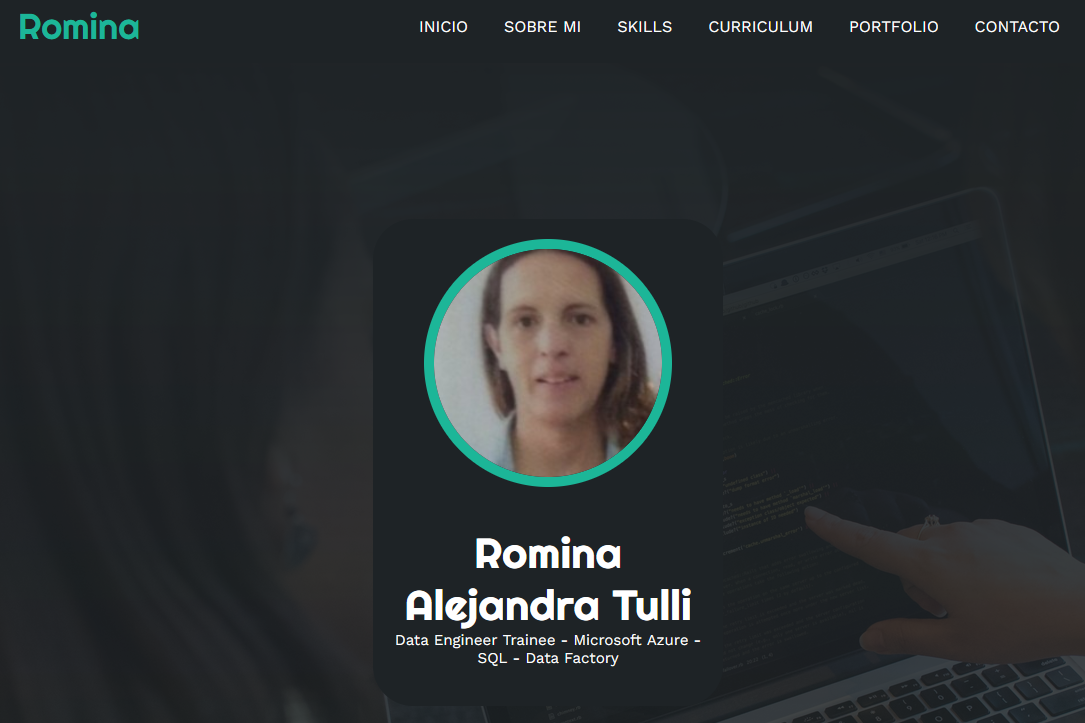 Romina
INICIO SOBRE MI SKILLS CURRICULUM PORTFOLIO CONTACTO
Romina
Alejandra Tulli
Data Engineer Trainee - Microsoft Azure -
SQL - Data Factory